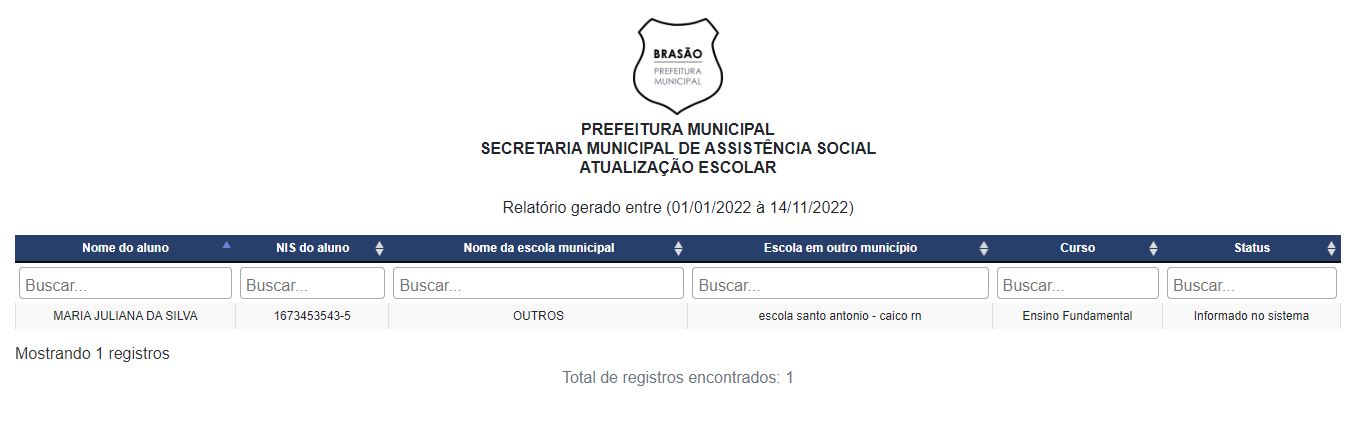 BRASÃO
PREFEITURA
MUNICIPAL
PREFEITURA MUNICIPAL
SECRETARIA MUNICIPAL DE ASSISTÊNCIA SOCIAL
ATUALIZAÇÃO ESCOLAR
Relatório gerado entre (01/01/2022 à 14/11/2022)
Nome do aluno NIS do aluno Nome da escola municipal Escola em outro município Curso Status
Buscar... Buscar... Buscar... Buscar... Buscar... Buscar...
MARIA JULIANA DA SILVA 1673453543-5 OUTROS escola santo antonio - caico rn Ensino Fundamental Informado no sistema
Mostrando 1 registros
Total de registros encontrados: 1